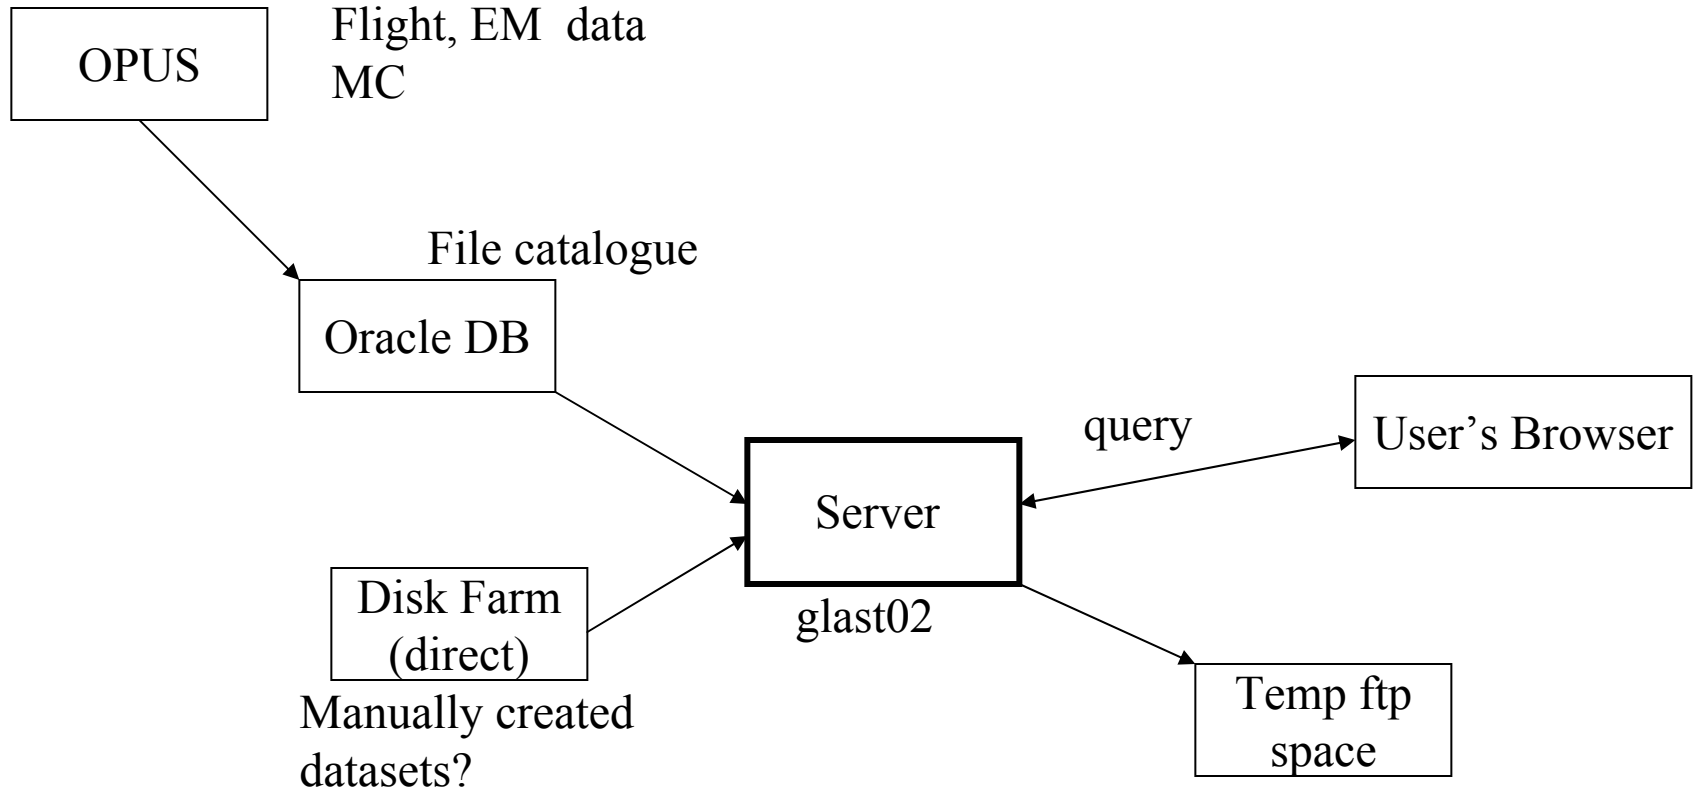 OPUS
Flight, EM  data
MC
File catalogue
Oracle DB
query
User’s Browser
Server
glast02
Disk Farm
(direct)
Manually created
datasets?
Temp ftp
space